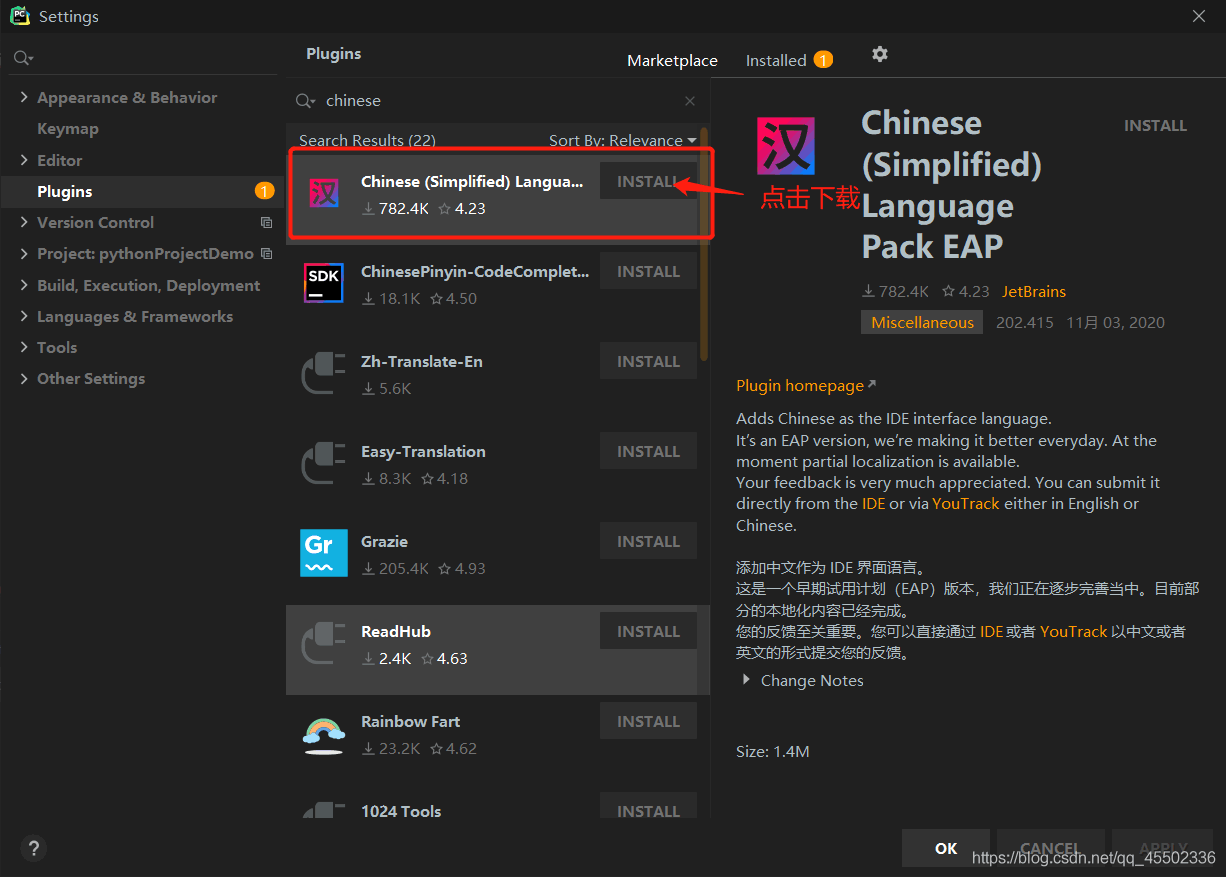 Settings
Appearance & Behavior
Keymap
Editor
Plugins
1
Version Control
Project: pythonProjectDemo
Build, Execution, Deployment
Languages & Frameworks
Tools
Other Settings
?
Plugins
Marketplace
Installed 1
chinese
Search Results (22)
Sort By: Relevance
汉
Chinese (Simplified) Langua...
INSTALL
782.4K 4.23
点击下载
SDK
ChinesePinyin-CodeComplet...
INSTALL
18.1K 4.50
Zh-Translate-En
INSTALL
5.6K
Easy-Translation
INSTALL
8.3K 4.18
Gr
Grazie
INSTALL
205.4K 4.93
ReadHub
INSTALL
2.4K 4.63
Rainbow Fart
INSTALL
23.2K 4.62
1024 Tools
INSTALL
汉
Chinese
(Simplified)
Language
Pack EAP
INSTALL
782.4K 4.23 JetBrains
Miscellaneous 202.415 11月 03, 2020
Plugin homepage
Adds Chinese as the IDE interface language.
It's an EAP version, we're making it better everyday. At the
moment partial localization is available.
Your feedback is very much appreciated. You can submit it
directly from the IDE or via YouTrack either in English or
Chinese.
添加中文作为 IDE 界面语言。
这是一个早期试用计划（EAP）版本，我们正在逐步完善当中。目前部
分的本地化内容已经完成。
您的反馈至关重要。您可以直接通过 IDE 或者 YouTrack 以中文或者
英文的形式提交您的反馈。
Change Notes
Size: 1.4M
OK
CANCEL
APPLY
https://blog.csdn.net/qq_45502336